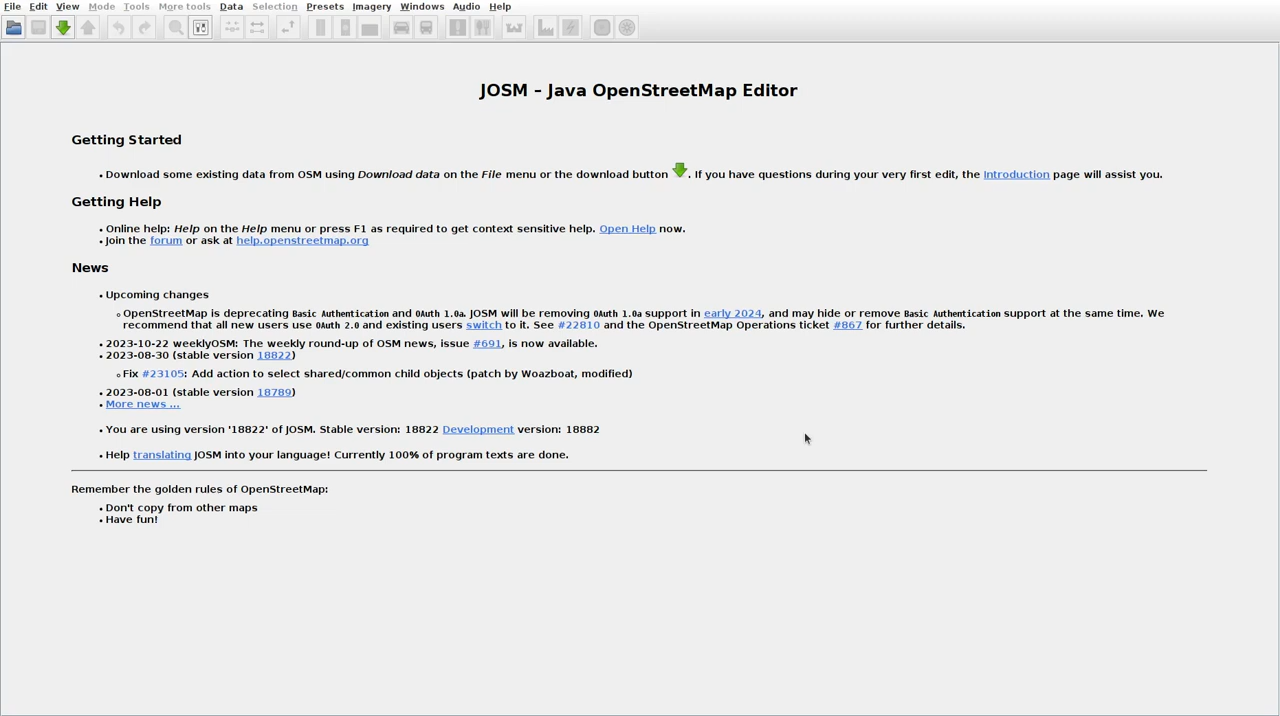 File Edit View Mode Tools More tools Data Selection Presets Imagery Windows Audio Help
JOSM – Java OpenStreetMap Editor
Getting Started
Download some existing data from OSM using Download data on the File menu or the download button . If you have questions during your very first edit, the Introduction page will assist you.
Getting Help
Online help: Help on the Help menu or press F1 as required to get context sensitive help. Open Help now.
Join the forum or ask at help.openstreetmap.org
News
Upcoming changes
OpenStreetMap is deprecating Basic Authentication and OAuth 1.0a. JOSM will be removing OAuth 1.0a support in early 2024, and may hide or remove Basic Authentication support at the same time. We
recommend that all new users use OAuth 2.0 and existing users switch to it. See #22810 and the OpenStreetMap Operations ticket #867 for further details.
2023-10-22 weeklyOSM: The weekly round-up of OSM news, issue #691, is now available.
2023-08-30 (stable version 18822)
Fix #23105: Add action to select shared/common child objects (patch by Woazboat, modified)
2023-08-01 (stable version 18789)
More news ...
You are using version '18822' of JOSM. Stable version: 18822 Development version: 18882
Help translating JOSM into your language! Currently 100% of program texts are done.
Remember the golden rules of OpenStreetMap:
Don't copy from other maps
Have fun!